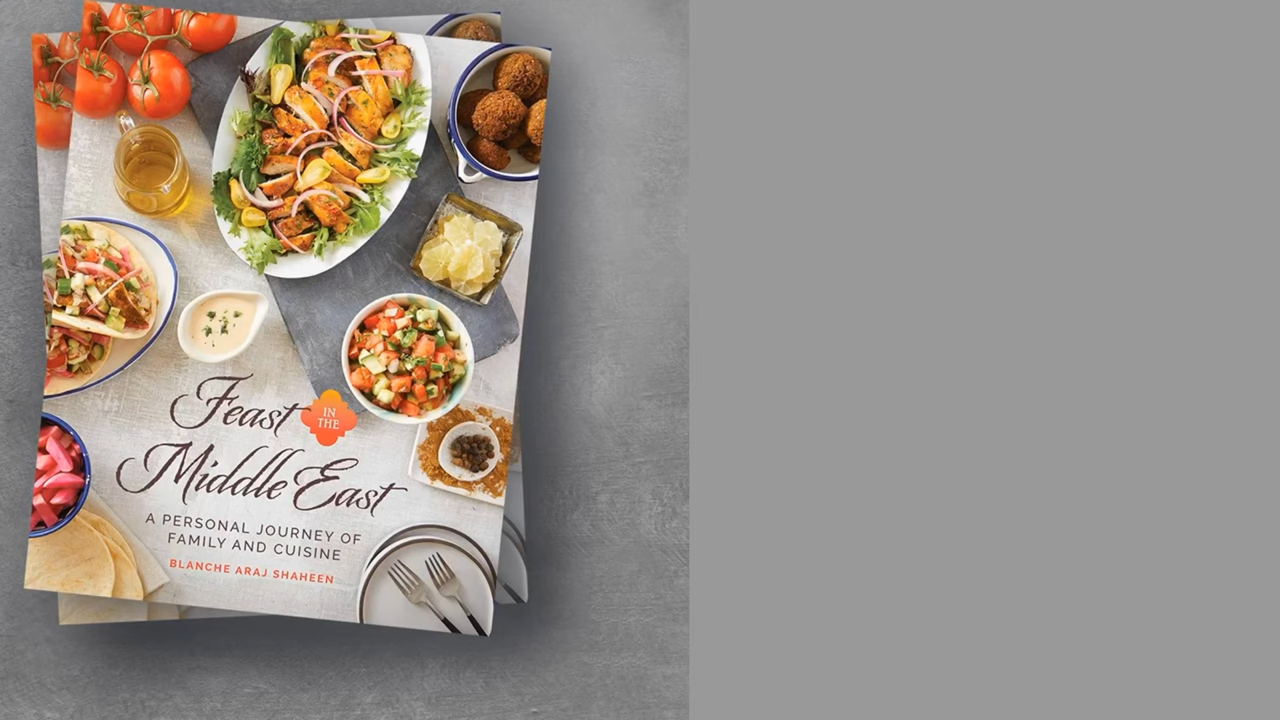 Feast IN THE
Middle East
A PERSONAL JOURNEY OF
FAMILY AND CUISINE
BLANCHE ARAJ SHAHEEN